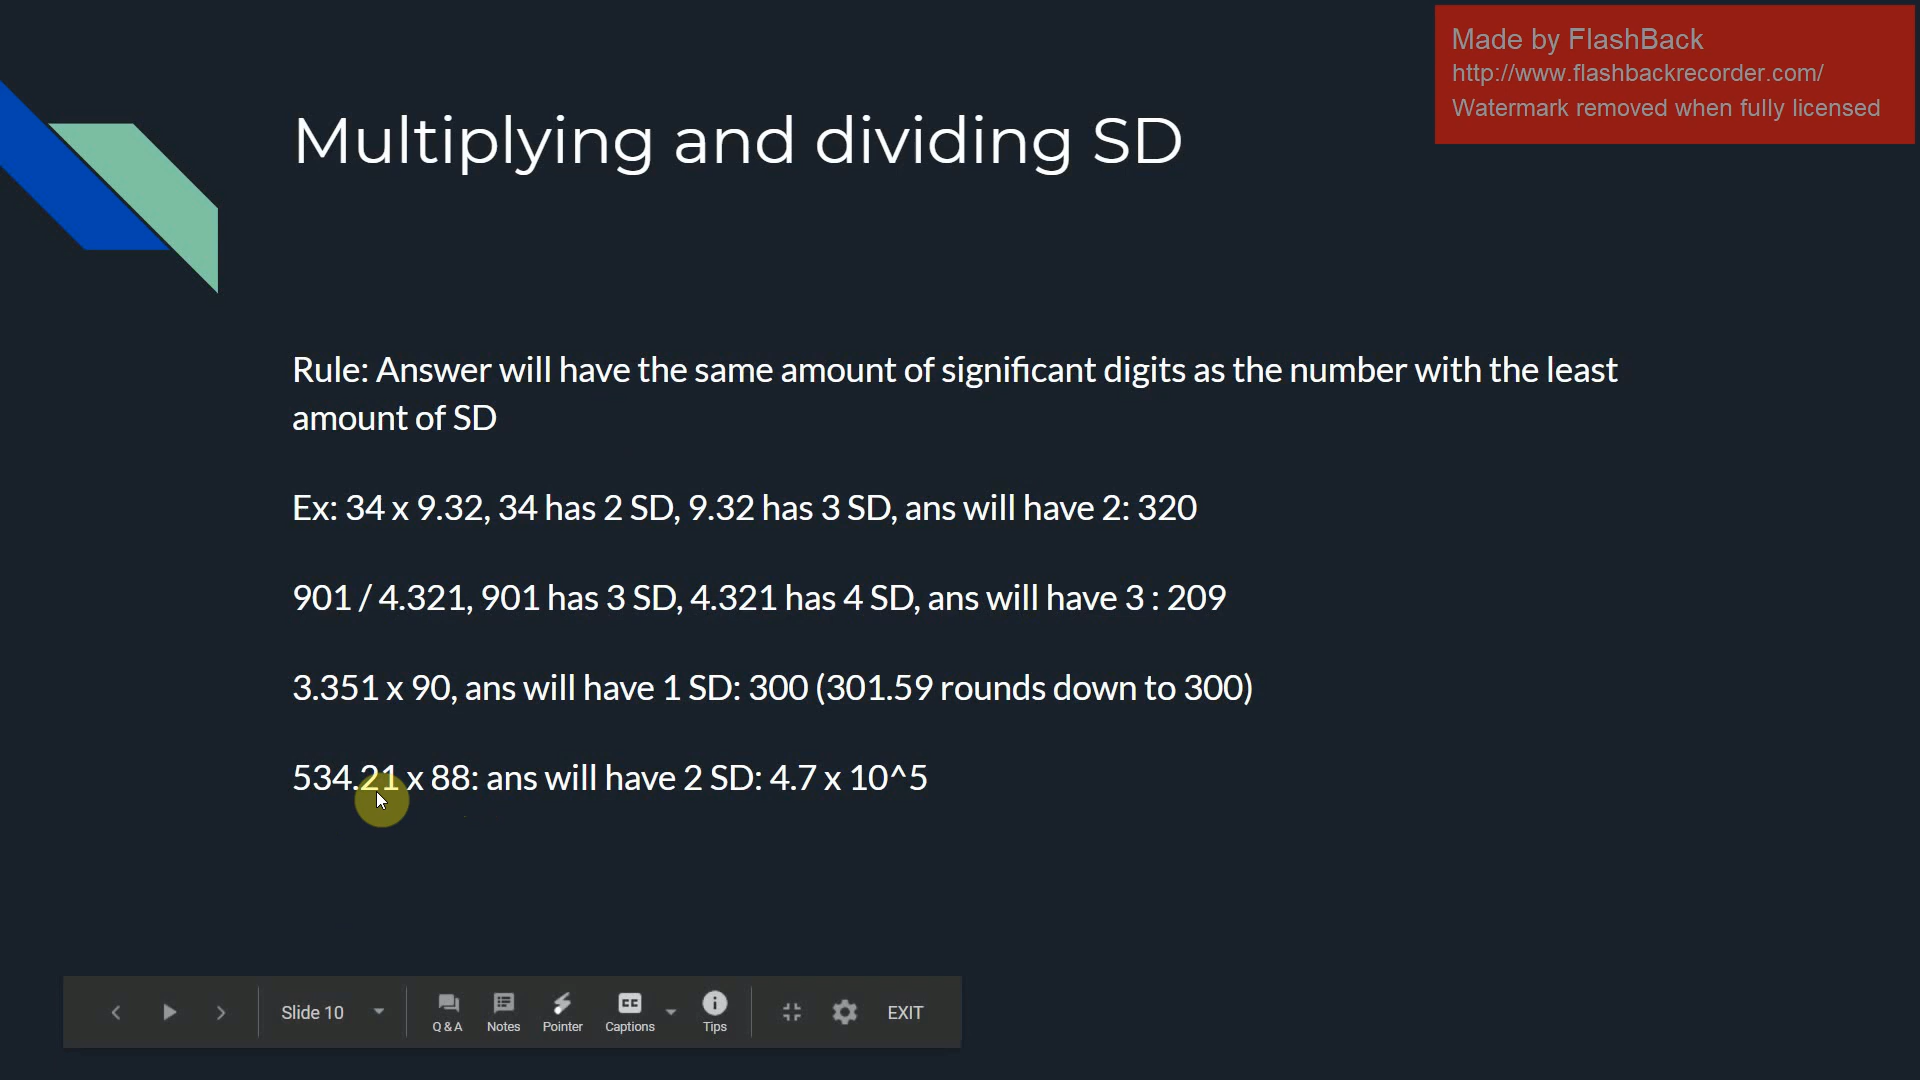 Made by FlashBack
http://www.flashbackrecorder.com/
Watermark removed when fully licensed
Multiplying and dividing SD
Rule: Answer will have the same amount of significant digits as the number with the least
amount of SD
Ex: 34 x 9.32, 34 has 2 SD, 9.32 has 3 SD, ans will have 2: 320
901 / 4.321, 901 has 3 SD, 4.321 has 4 SD, ans will have 3 : 209
3.351 x 90, ans will have 1 SD: 300 (301.59 rounds down to 300)
534.21 x 88: ans will have 2 SD: 4.7 x 10^5
Slide 10
Q & A
Notes
Pointer
CC
Captions
Tips
EXIT